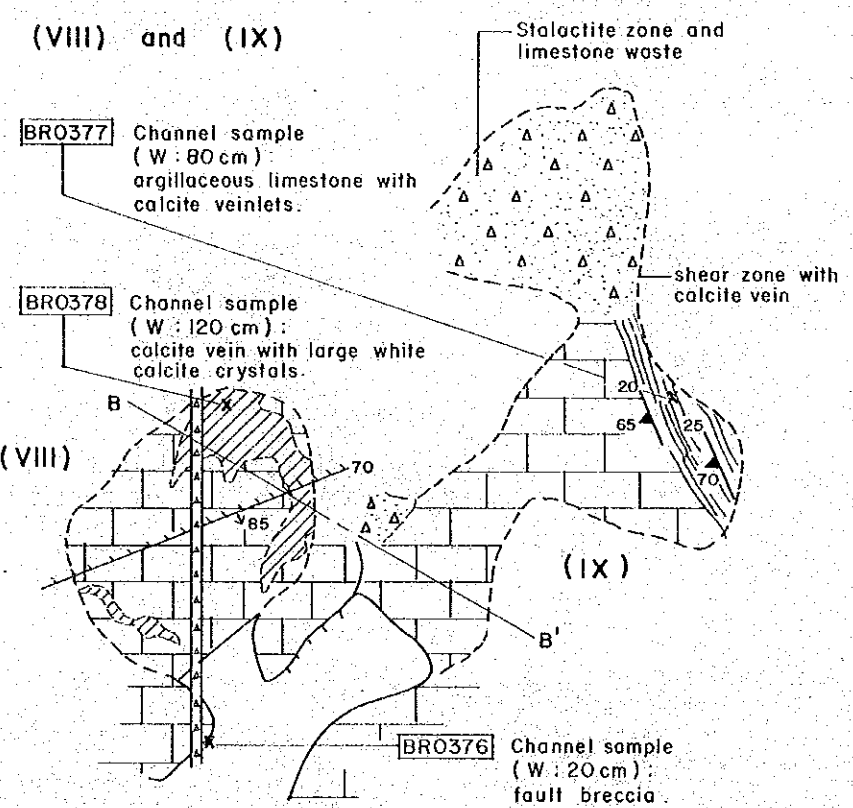 (VIII) and (IX)
Stalactite zone and
limestone waste
BR0377 Channel sample
(W : 80 cm) :
argillaceous limestone with
calcite veinlets.
shear zone with
calcite vein
BR0378 Channel sample
(W : 120 cm) :
calcite vein with large white
calcite crystals.
B
(VIII)
70
85
20
65
25
70
(IX)
B'
BR0376 Channel sample
(W : 20 cm) :
fault breccia.